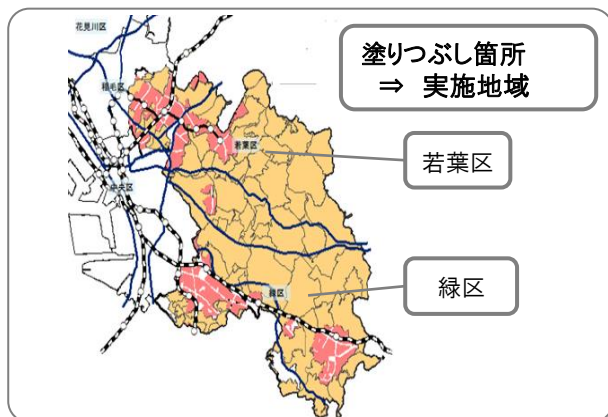 花見川区
塗りつぶし箇所
⇒ 実施地域
稲毛区
若葉区
若葉区
中央区
緑区
緑区